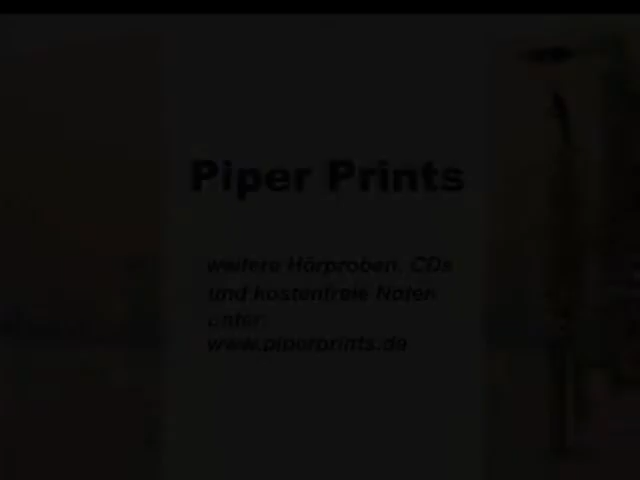 Piper Prints
weitere Hörproben, CDs
und kostenfreie Noten
unter:
www.piperprints.de